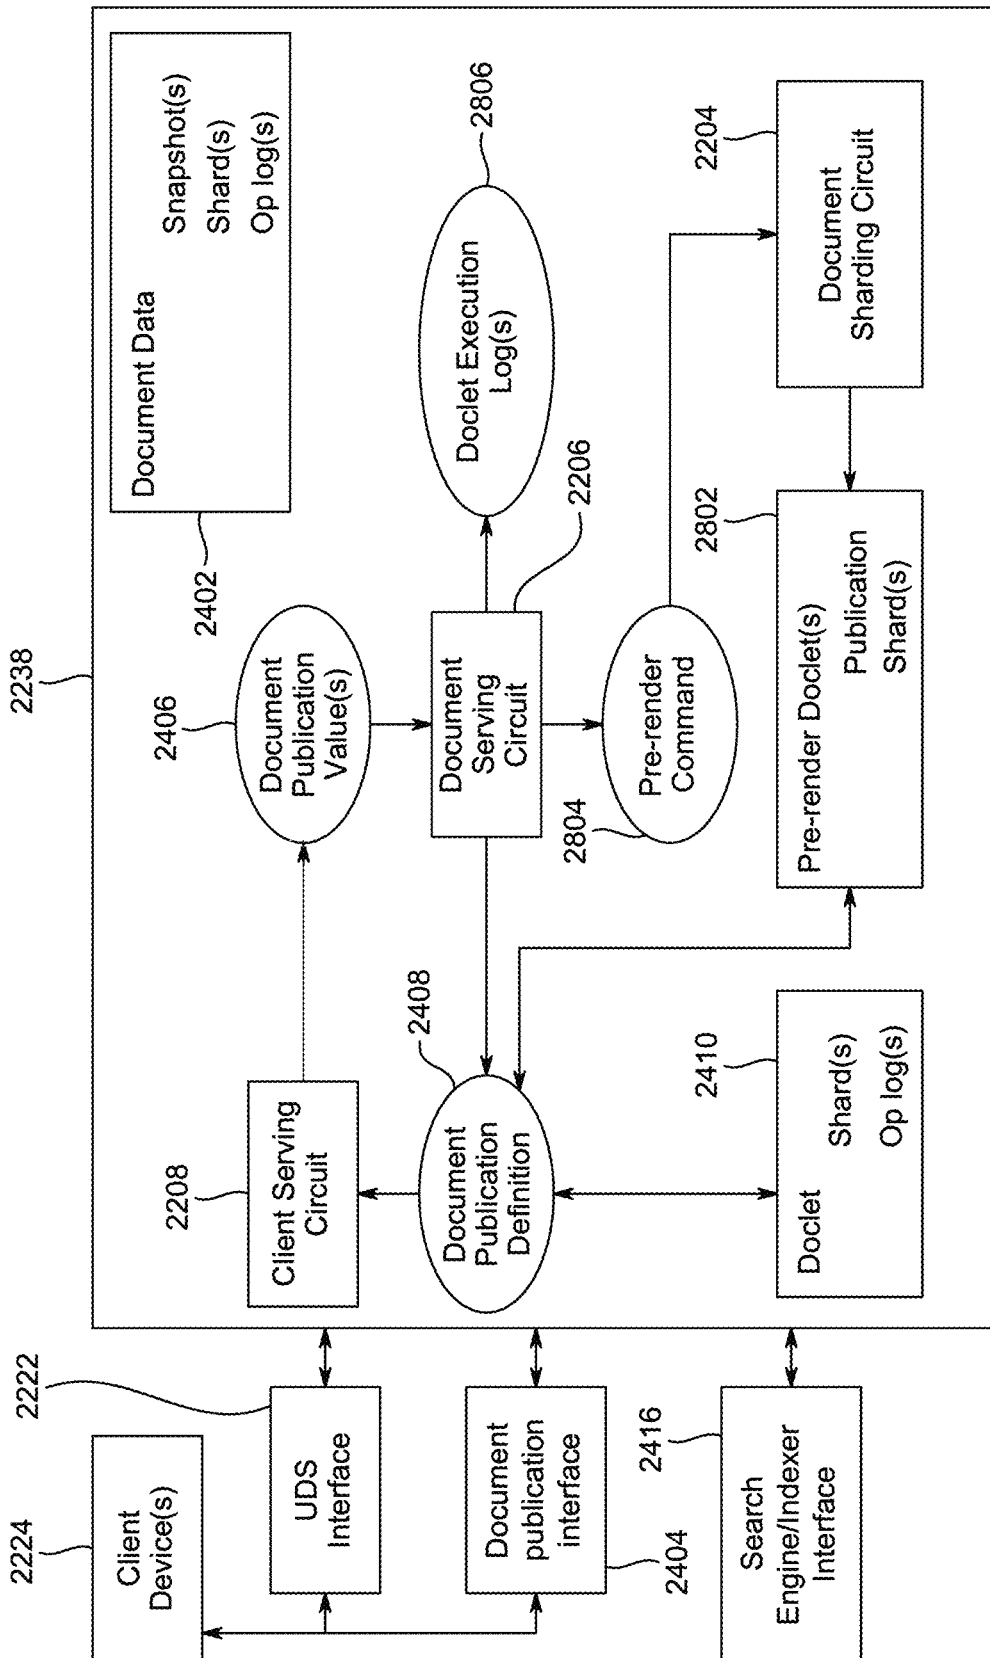 2224
Client
Device(s)
2222
UDS
Interface
Document
publication
interface
2404
2416
Search
Engine/Indexer
Interface
2238
2208
Client Serving
Circuit
2406
Document
Publication
Value(s)
2402
Document Data
Snapshot(s)
Shard(s)
Op log(s)
2408
Document
Publication
Definition
Document
Serving
Circuit
2206
Doclet Execution
Log(s)
2806
2804
Pre-render
Command
2410
Doclet
Shard(s)
Op log(s)
2802
Pre-render Doclet(s)
Publication
Shard(s)
2204
Document
Sharding Circuit